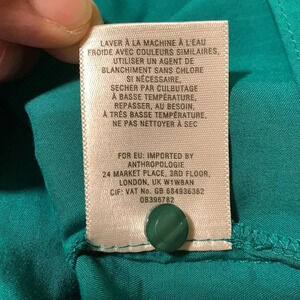 LAVER À LA MACHINE À L'EAU
FROIDE AVEC COULEURS SIMILAIRES,
UTILISER UN AGENT DE
BLANCHIMENT SANS CHLORE
SI NÉCESSAIRE,
SECHER PAR CULBUTAGE
À BASSE TEMPÉRATURE,
REPASSER, AU BESOIN,
À TRÈS BASSE TEMPÉRATURE,
NE PAS NETTOYER À SEC
FOR EU: IMPORTED BY
ANTHROPOLOGIE
24 MARKET PLACE, 3RD FLOOR,
LONDON, UK W1W8AN
CIF: VAT No. GB 684936382
OB396782